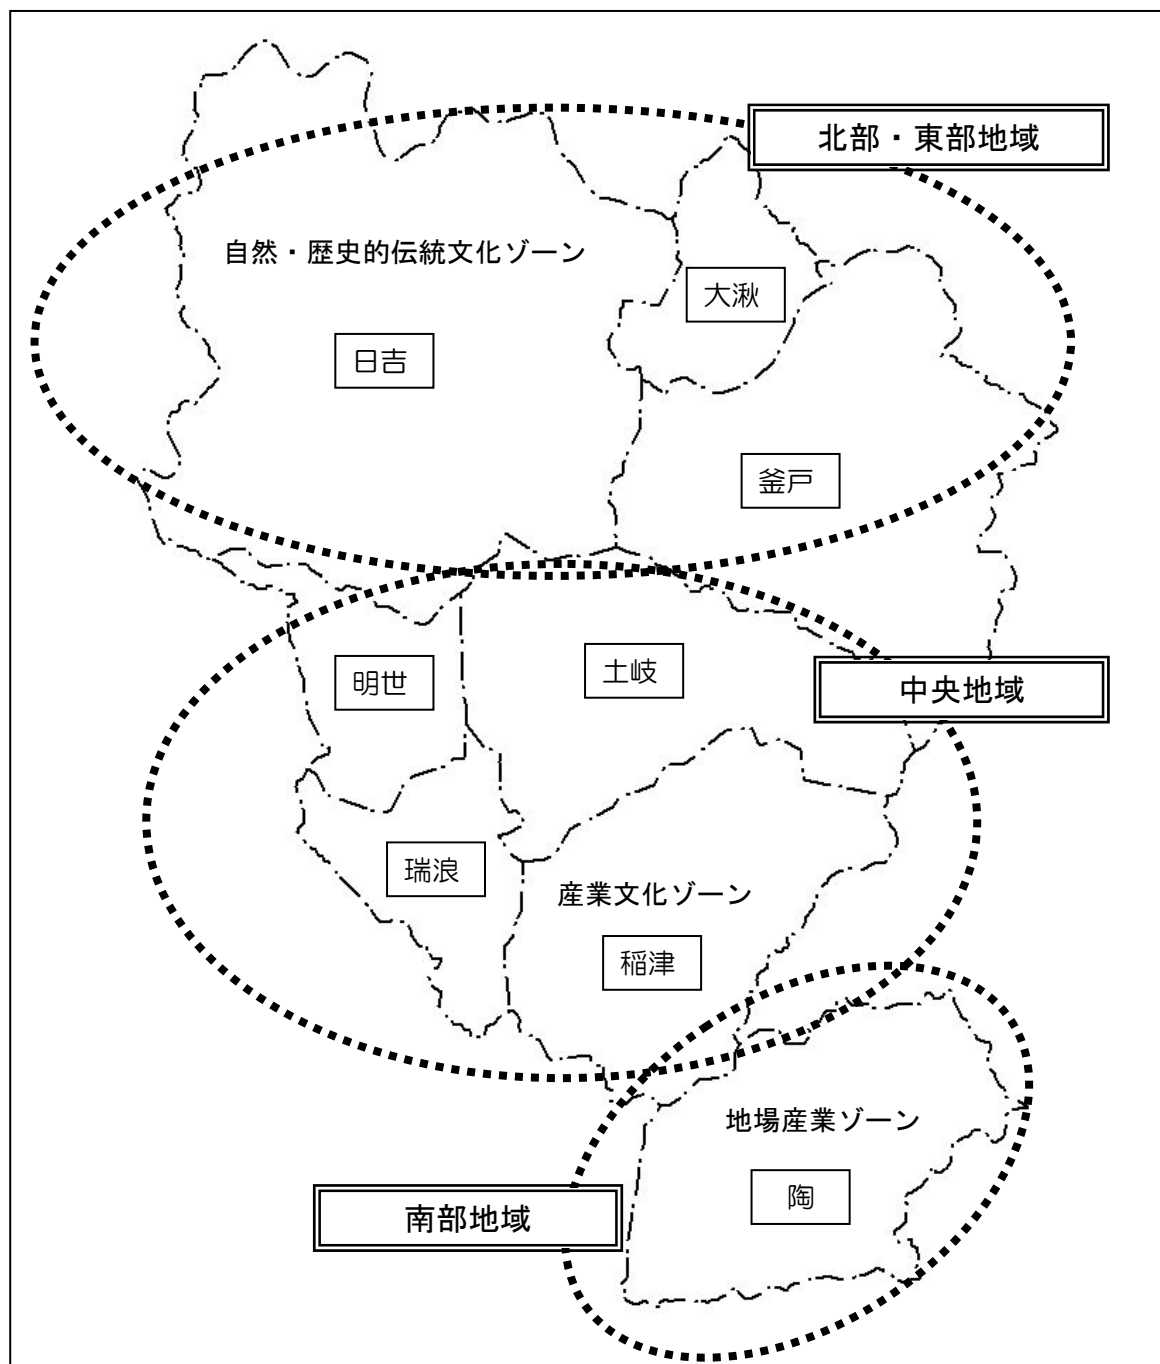 北部・東部地域
自然・歴史的伝統文化ゾーン
大湫
日吉
釜戸
土岐
明世
中央地域
瑞浪
産業文化ゾーン
稲津
地場産業ゾーン
陶
南部地域